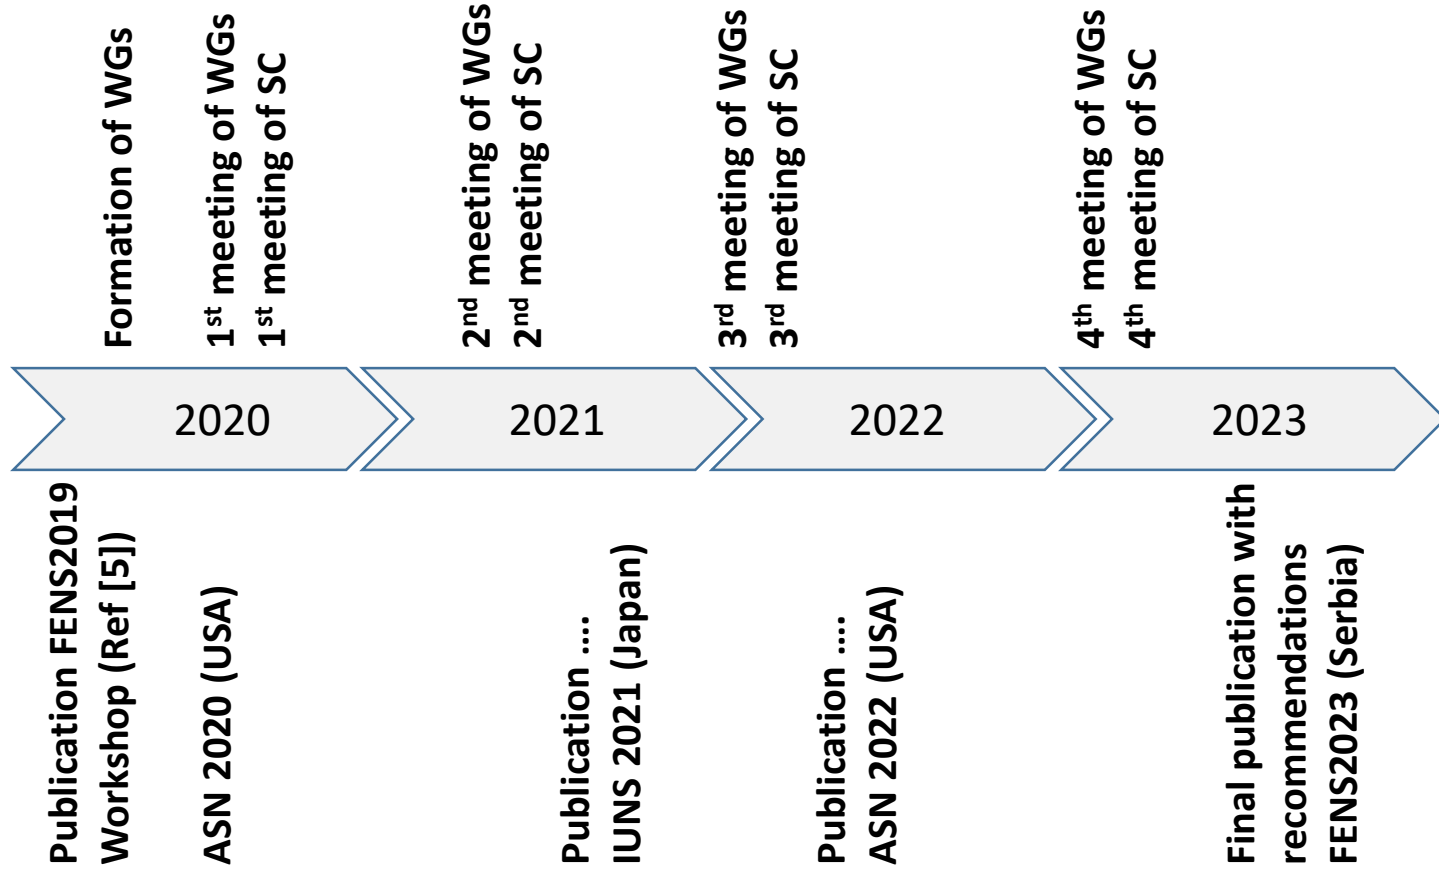 Formation of WGs
1st meeting of WGs
1st meeting of SC
2nd meeting of WGs
2nd meeting of SC
3rd meeting of WGs
3rd meeting of SC
4th meeting of WGs
4th meeting of SC
2020
2021
2022
2023
Publication FENS2019
Workshop (Ref [5])
ASN 2020 (USA)
Publication ....
IUNS 2021 (Japan)
Publication ....
ASN 2022 (USA)
Final publication with
recommendations
FENS2023 (Serbia)